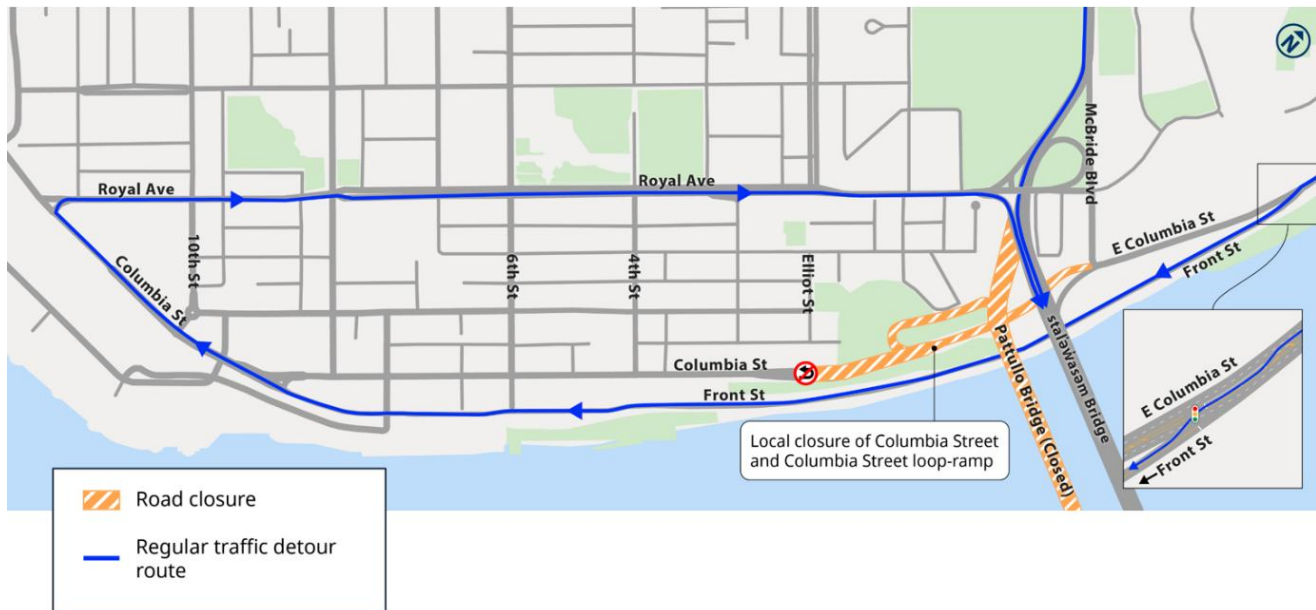 N
McBride Blvd
Royal Ave
Royal Ave
E Columbia St
Front St
10th St
6th St
4th St
Elliot St
Columbia St
Columbia St
Front St
Pattullo Bridge (Closed)
stal̓əw̓asəm Bridge
Local closure of Columbia Street
and Columbia Street loop-ramp
E Columbia St
Front St
Road closure
Regular traffic detour
route